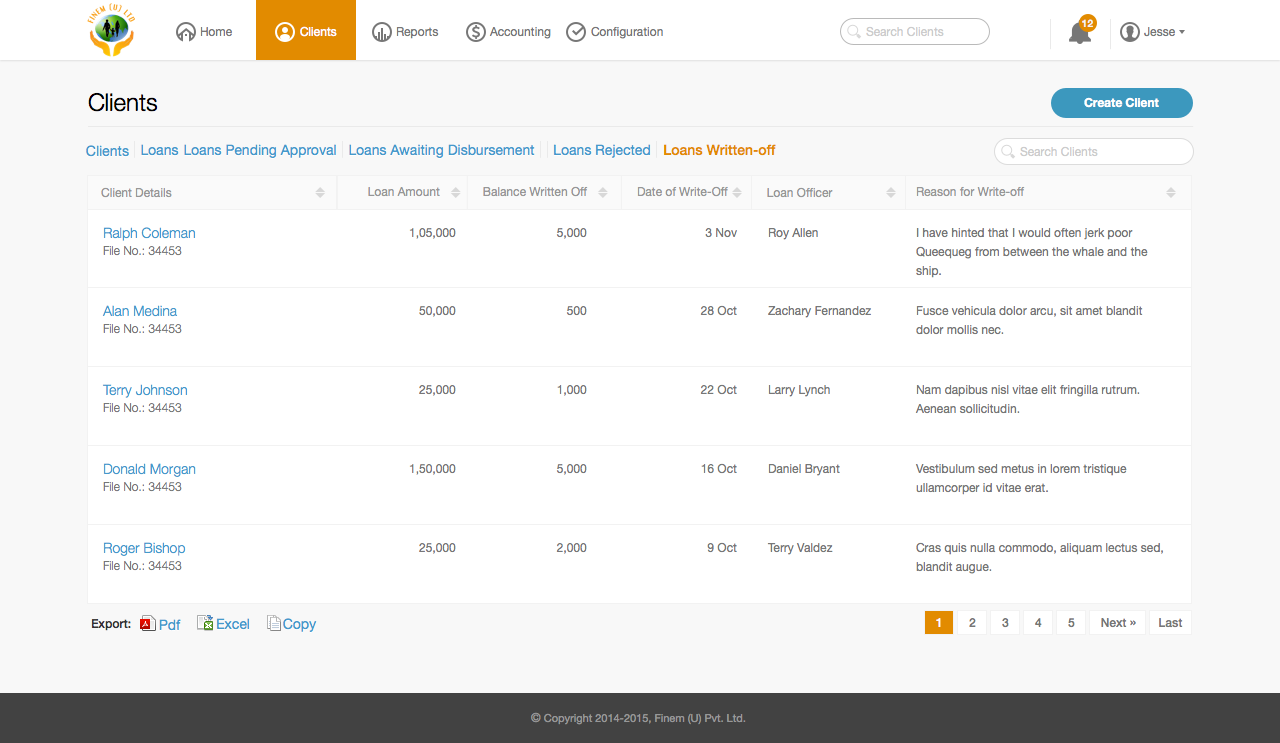 FINEM (U) LTD
Home
Clients
Reports
Accounting
Configuration
Search Clients
12
Jesse
Clients
Create Client
Clients
Loans
Loans Pending Approval
Loans Awaiting Disbursement
Loans Rejected
Loans Written-off
Search Clients
Client Details
Loan Amount
Balance Written Off
Date of Write-Off
Loan Officer
Reason for Write-off
Ralph Coleman
File No.: 34453
1,05,000
5,000
3 Nov
Roy Allen
I have hinted that I would often jerk poor
Queequeg from between the whale and the
ship.
Alan Medina
File No.: 34453
50,000
500
28 Oct
Zachary Fernandez
Fusce vehicula dolor arcu, sit amet blandit
dolor mollis nec.
Terry Johnson
File No.: 34453
25,000
1,000
22 Oct
Larry Lynch
Nam dapibus nisl vitae elit fringilla rutrum.
Aenean sollicitudin.
Donald Morgan
File No.: 34453
1,50,000
5,000
16 Oct
Daniel Bryant
Vestibulum sed metus in lorem tristique
ullamcorper id vitae erat.
Roger Bishop
File No.: 34453
25,000
2,000
9 Oct
Terry Valdez
Cras quis nulla commodo, aliquam lectus sed,
blandit augue.
Export:
Pdf
Excel
Copy
1
2
3
4
5
Next »
Last
© Copyright 2014-2015, Finem (U) Pvt. Ltd.